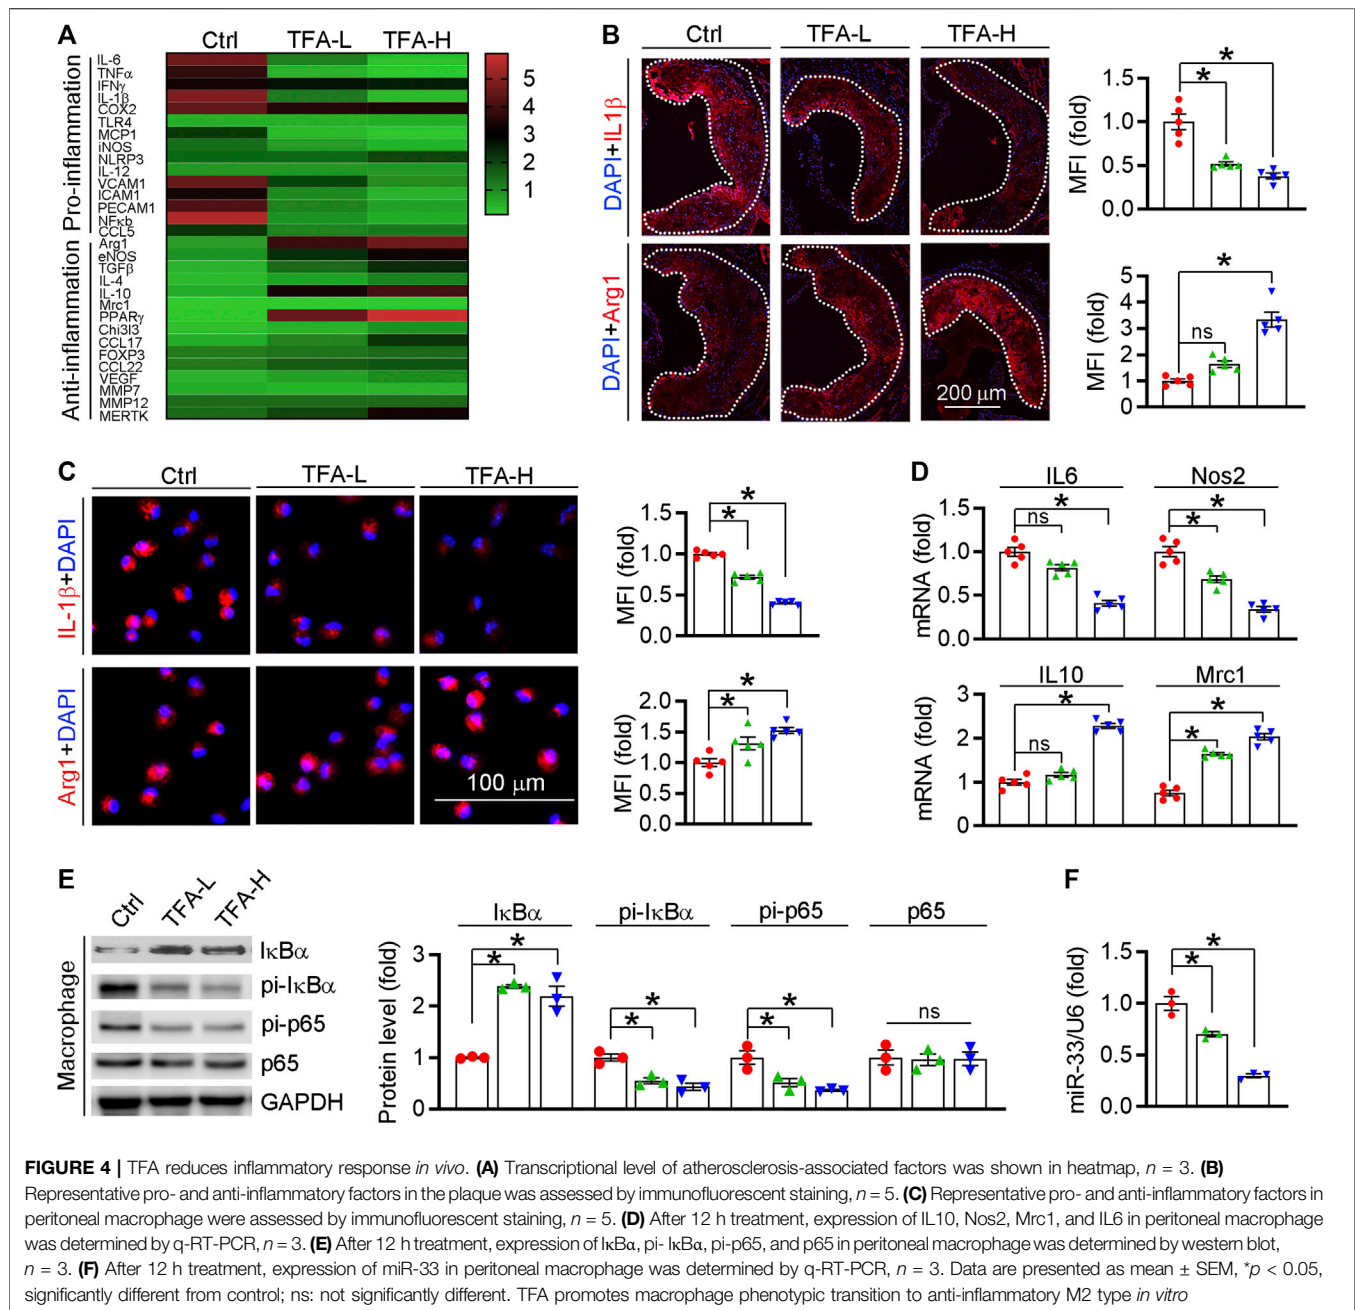 A
Ctrl TFA-L TFA-H
Pro-inflammation
IL-6
TNFα
IFNγ
IL-1β
COX2
TLR4
MCP1
iNOS
NLRP3
IL-12
VCAM1
ICAM1
PECAM1
NFκb
CCL5
Anti-inflammation
Arg1
eNOS
TGFβ
IL-4
IL-10
Mrc1
PPARγ
Chi3l3
CCL17
FOXP3
CCL22
VEGF
MMP7
MMP12
MERTK
5
4
3
2
1
B
Ctrl TFA-L TFA-H
DAPI+IL1β
DAPI+Arg1
200 μm
MFI (fold)
1.5
1.0
0.5
0.0
* *
MFI (fold)
5
4
3
2
1
0
ns *
C
Ctrl TFA-L TFA-H
IL-1β+DAPI
Arg1+DAPI
100 μm
MFI (fold)
1.5
1.0
0.5
0.0
* *
MFI (fold)
2.0
1.5
1.0
0.5
0.0
* *
D
IL6 Nos2
mRNA (fold)
1.5
1.0
0.5
0.0
ns * * *
IL10 Mrc1
mRNA (fold)
3
2
1
0
ns * * *
E
Ctrl TFA-L TFA-H
Macrophage
IκBα
pi-IκBα
pi-p65
p65
GAPDH
IκBα pi-IκBα pi-p65 p65
Protein level (fold)
3
2
1
0
* * * * * * ns
F
miR-33/U6 (fold)
1.5
1.0
0.5
0.0
* *
FIGURE 4 | TFA reduces inflammatory response in vivo. (A) Transcriptional level of atherosclerosis-associated factors was shown in heatmap, n = 3. (B)
Representative pro- and anti-inflammatory factors in the plaque was assessed by immunofluorescent staining, n = 5. (C) Representative pro- and anti-inflammatory factors in
peritoneal macrophage were assessed by immunofluorescent staining, n = 5. (D) After 12 h treatment, expression of IL10, Nos2, Mrc1, and IL6 in peritoneal macrophage
was determined by q-RT-PCR, n = 3. (E) After 12 h treatment, expression of IκBα, pi- IκBα, pi-p65, and p65 in peritoneal macrophage was determined by western blot,
n = 3. (F) After 12 h treatment, expression of miR-33 in peritoneal macrophage was determined by q-RT-PCR, n = 3. Data are presented as mean ± SEM, *p < 0.05,
significantly different from control; ns: not significantly different. TFA promotes macrophage phenotypic transition to anti-inflammatory M2 type in vitro